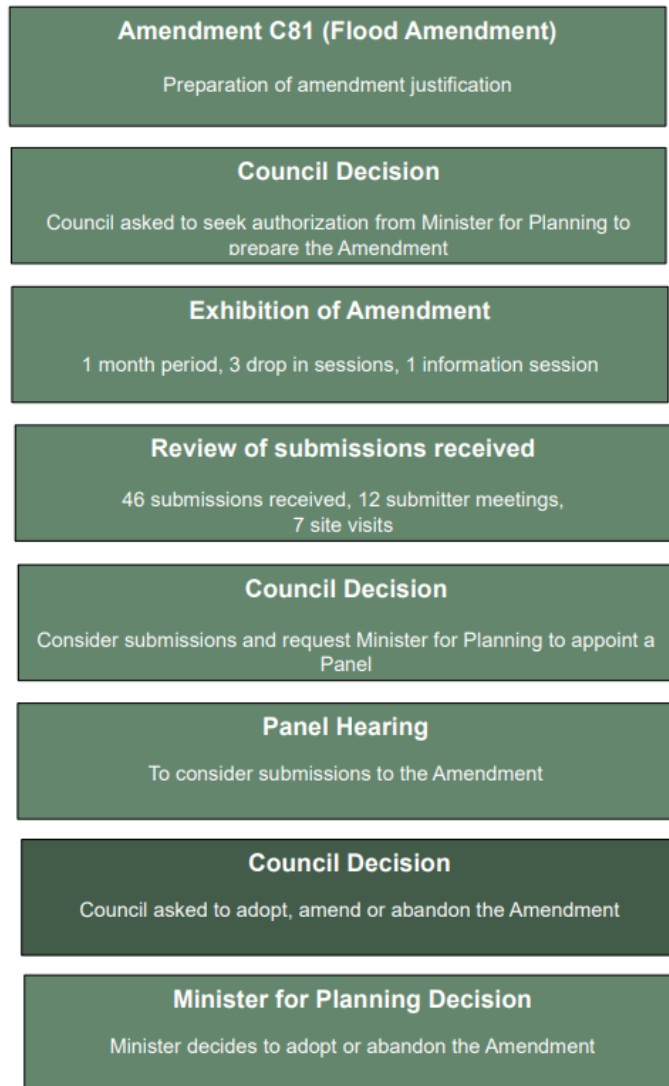 Amendment C81 (Flood Amendment)
Preparation of amendment justification
Council Decision
Council asked to seek authorization from Minister for Planning to
prepare the Amendment
Exhibition of Amendment
1 month period, 3 drop in sessions, 1 information session
Review of submissions received
46 submissions received, 12 submitter meetings,
7 site visits
Council Decision
Consider submissions and request Minister for Planning to appoint a
Panel
Panel Hearing
To consider submissions to the Amendment
Council Decision
Council asked to adopt, amend or abandon the Amendment
Minister for Planning Decision
Minister decides to adopt or abandon the Amendment